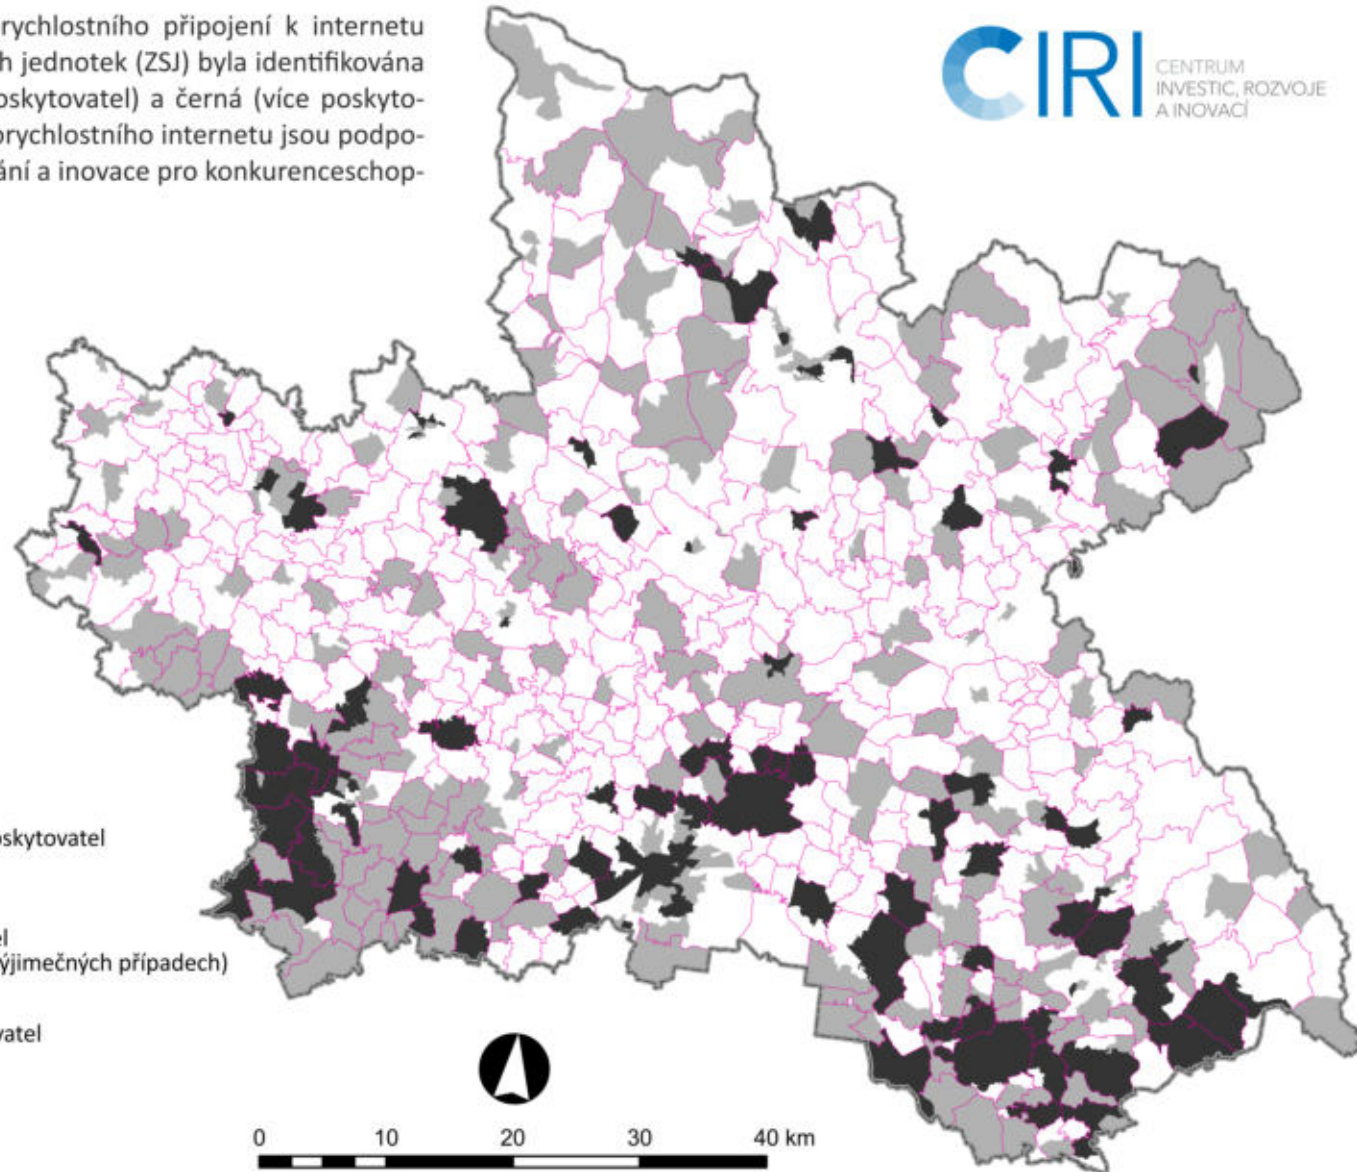 rychlostního připojení k internetu
h jednotek (ZSJ) byla identifikována
oskytovatel) a černá (více poskyto-
orychlostního internetu jsou podpo-
ání a inovace pro konkurenceschop-
CIRI
CENTRUM
INVESTIC, ROZVOJE
A INOVACÍ
oskytovatel
el
ýjimečných případech)
vatel
0 10 20 30 40 km